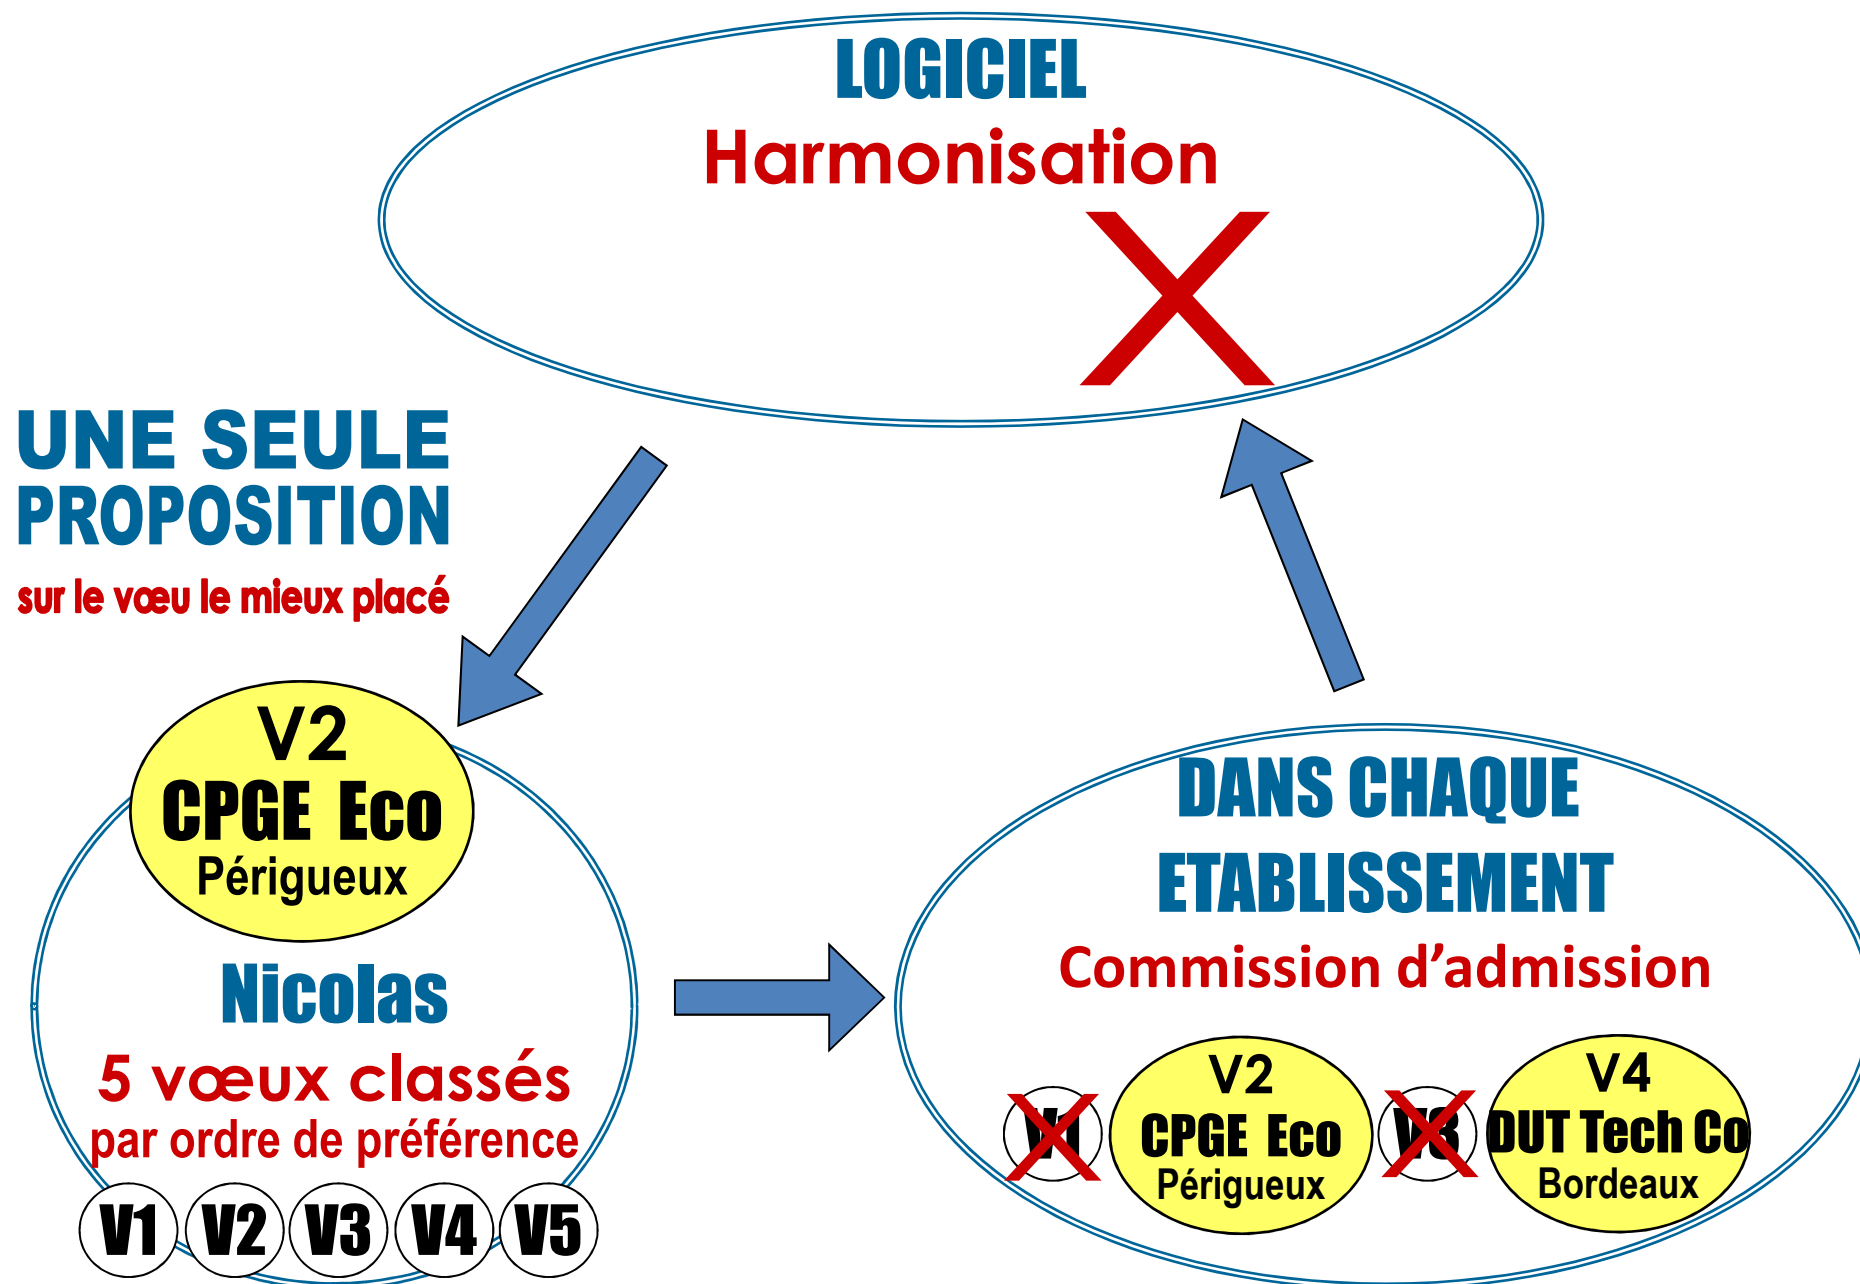 LOGICIEL
Harmonisation
UNE SEULE
PROPOSITION
sur le vœu le mieux placé
V2
CPGE Eco
Périgueux
Nicolas
5 vœux classés
par ordre de préférence
V1 V2 V3 V4 V5
DANS CHAQUE
ETABLISSEMENT
Commission d’admission
V1
V2
CPGE Eco
Périgueux
V3
V4
DUT Tech Co
Bordeaux